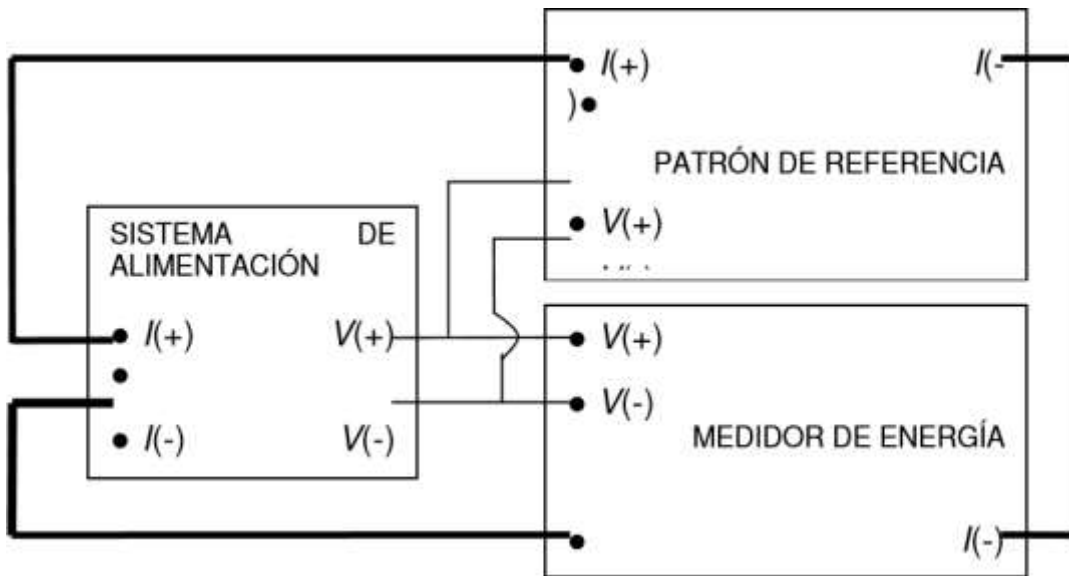 I(+) I(-
)
PATRÓN DE REFERENCIA
V(+)
SISTEMA DE
ALIMENTACIÓN
I(+) V(+)
I(-) V(-)
V(+)
V(-)
MEDIDOR DE ENERGÍA
I(-)